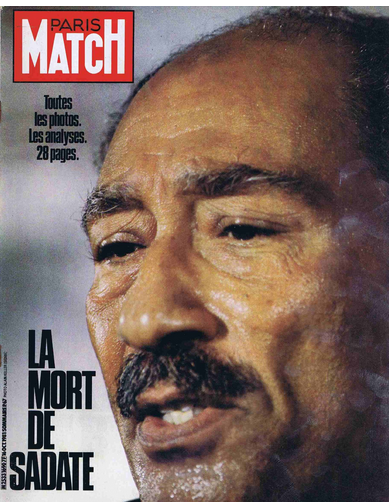 PARIS
MATCH
Toutes
les photos.
Les analyses.
28 pages.
LA
MORT
DE
SADATE